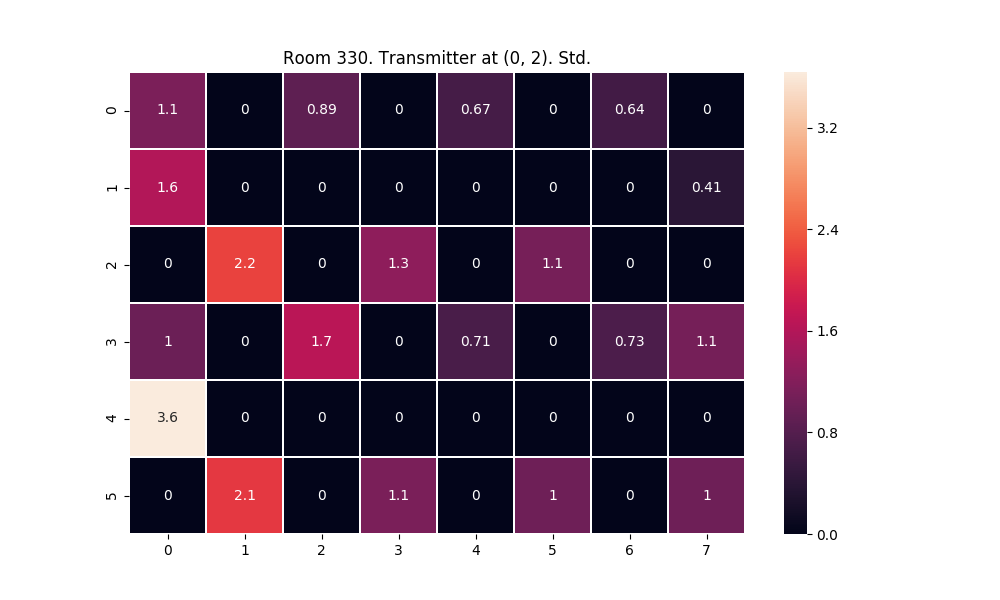 Room 330. Transmitter at (0, 2). Std.
0 1.1 0 0.89 0 0.67 0 0.64 0
3.2
1 1.6 0 0 0 0 0 0 0.41
2.4
2 0 2.2 0 1.3 0 1.1 0 0
1.6
3 1 0 1.7 0 0.71 0 0.73 1.1
4 3.6 0 0 0 0 0 0 0
0.8
5 0 2.1 0 1.1 0 1 0 1
0.0
0 1 2 3 4 5 6 7